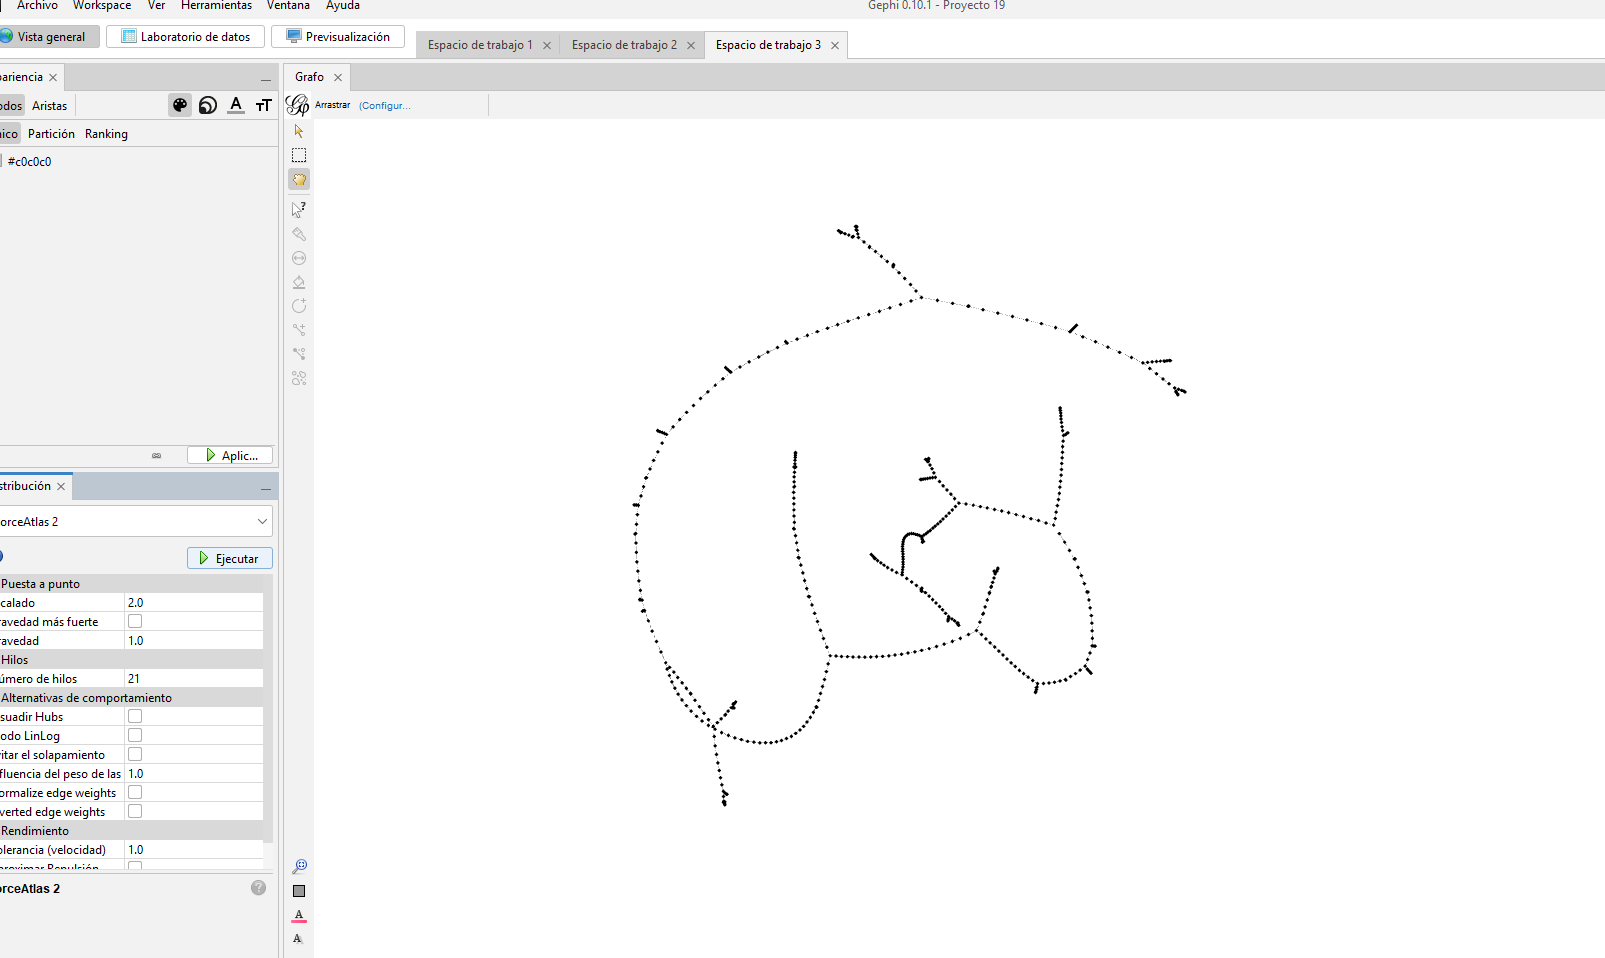 Archivo Workspace Ver Herramientas Ventana Ayuda
Gephi 0.10.1 - Proyecto 19
Vista general Laboratorio de datos Previsualización
Espacio de trabajo 1 Espacio de trabajo 2 Espacio de trabajo 3
ariencia
Grafo
odos Aristas
Arrastrar (Configur...
ico Partición Ranking
#c0c0c0
Aplic...
stribución
orceAtlas 2
Ejecutar
Puesta a punto
calado 2.0
ravedad más fuerte
ravedad 1.0
Hilos
úmero de hilos 21
Alternativas de comportamiento
suadir Hubs
odo LinLog
itar el solapamiento
fluencia del peso de las 1.0
ormalize edge weights
verted edge weights
Rendimiento
olerancia (velocidad) 1.0
proximar Repulsión
orceAtlas 2